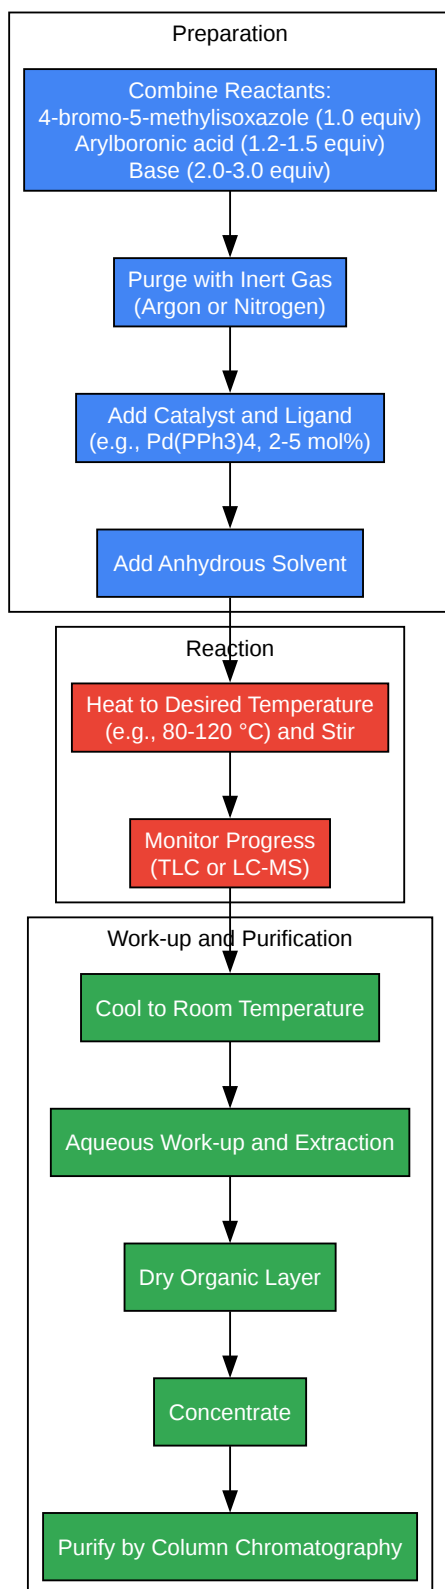 Preparation
Combine Reactants:
4-bromo-5-methylisoxazole (1.0 equiv)
Arylboronic acid (1.2-1.5 equiv)
Base (2.0-3.0 equiv)
Purge with Inert Gas
(Argon or Nitrogen)
Add Catalyst and Ligand
(e.g., Pd(PPh3)4, 2-5 mol%)
Add Anhydrous Solvent
Reaction
Heat to Desired Temperature
(e.g., 80-120 °C) and Stir
Monitor Progress
(TLC or LC-MS)
Work-up and Purification
Cool to Room Temperature
Aqueous Work-up and Extraction
Dry Organic Layer
Concentrate
Purify by Column Chromatography